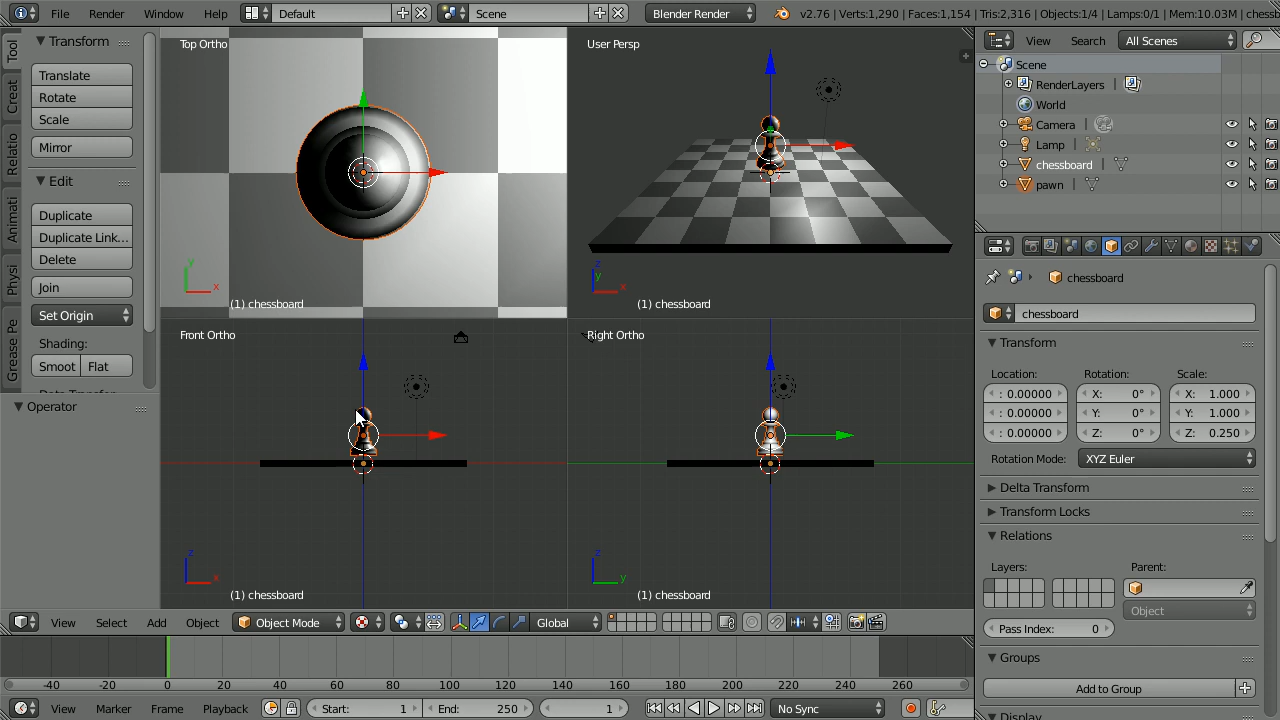 File Render Window Help Default Scene Blender Render v2.76 | Verts:1,290 | Faces:1,154 | Tris:2,316 | Objects:1/4 | Lamps:0/1 | Mem:10.03M | chessb
Tool
Creat
Relatio
Animati
Physi
Grease Pe
Transform
Translate
Rotate
Scale
Mirror
Edit
Duplicate
Duplicate Link...
Delete
Join
Set Origin
Shading:
Smoot Flat
Operator
Top Ortho
(1) chessboard
User Persp
(1) chessboard
Front Ortho
(1) chessboard
Right Ortho
(1) chessboard
View Search All Scenes
Scene
RenderLayers |
World
Camera |
Lamp |
chessboard |
pawn |
chessboard
chessboard
Transform
Location: Rotation: Scale:
: 0.00000 X: 0° X: 1.000
: 0.00000 Y: 0° Y: 1.000
: 0.00000 Z: 0° Z: 0.250
Rotation Mode: XYZ Euler
Delta Transform
Transform Locks
Relations
Layers: Parent:
Object
Pass Index: 0
Groups
Add to Group
View Select Add Object Object Mode Global
-40 -20 0 20 40 60 80 100 120 140 160 180 200 220 240 260
View Marker Frame Playback Start: 1 End: 250 1 No Sync